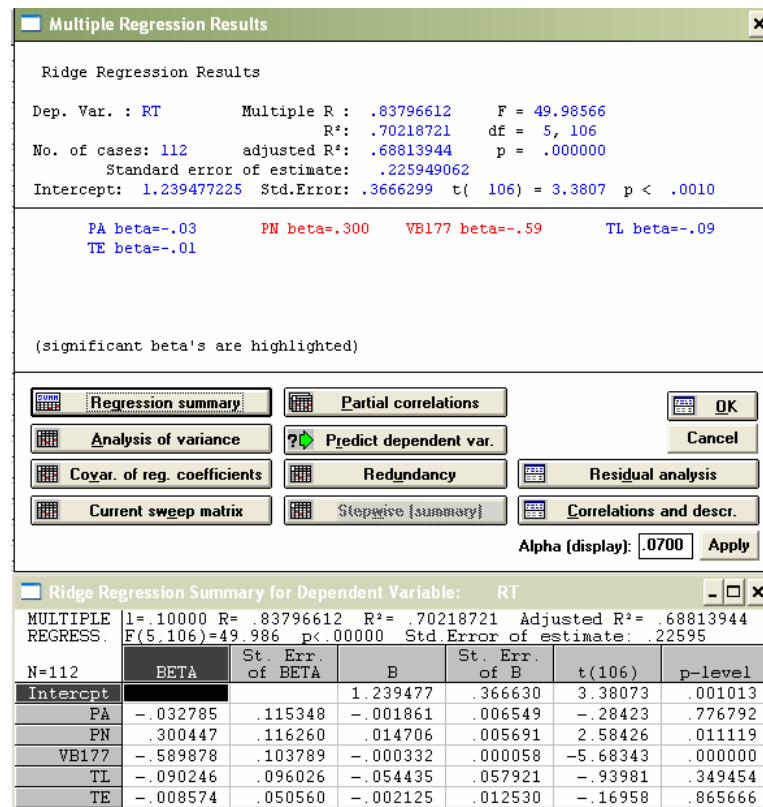 Multiple Regression Results
Ridge Regression Results
Dep. Var. : RT Multiple R : .83796612 F = 49.98566
R²: .70218721 df = 5, 106
No. of cases: 112 adjusted R²: .68813944 p = .000000
Standard error of estimate: .225949062
Intercept: 1.239477225 Std.Error: .3666299 t( 106) = 3.3807 p < .0010
PA beta=-.03 PN beta=.300 VB177 beta=-.59 TL beta=-.09
TE beta=-.01
(significant beta's are highlighted)
Regression summary Partial correlations OK
Analysis of variance Predict dependent var. Cancel
Covar. of reg. coefficients Redundancy Residual analysis
Current sweep matrix Stepwise (summary) Correlations and descr.
Alpha (display): .0700 Apply
Ridge Regression Summary for Dependent Variable: RT
MULTIPLE l=.10000 R= .83796612 R²= .70218721 Adjusted R²= .68813944
REGRESS. F(5,106)=49.986 p<.00000 Std.Error of estimate: .22595
St. Err. St. Err.
N=112 BETA of BETA B of B t(106) p-level
Intercpt 1.239477 .366630 3.38073 .001013
PA -.032785 .115348 -.001861 .006549 -.28423 .776792
PN .300447 .116260 .014706 .005691 2.58426 .011119
VB177 -.589878 .103789 -.000332 .000058 -5.68343 .000000
TL -.090246 .096026 -.054435 .057921 -.93981 .349454
TE -.008574 .050560 -.002125 .012530 -.16958 .865666